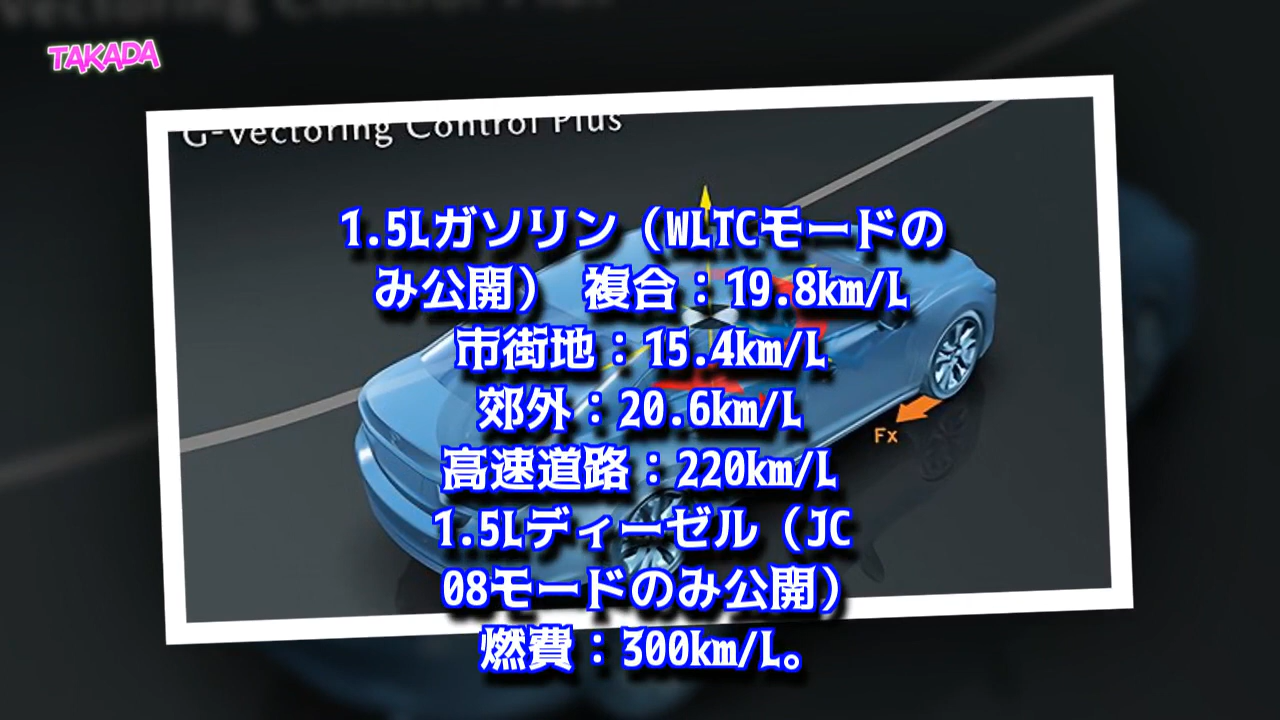 TAKADA
G-Vectoring Control Plus
1.5Lガソリン（WLTCモードの
み公開） 複合：19.8km/L
市街地：15.4km/L
郊外：20.6km/L
高速道路：220km/L
1.5Lディーゼル（JC
08モードのみ公開）
燃費：300km/L。
Fx